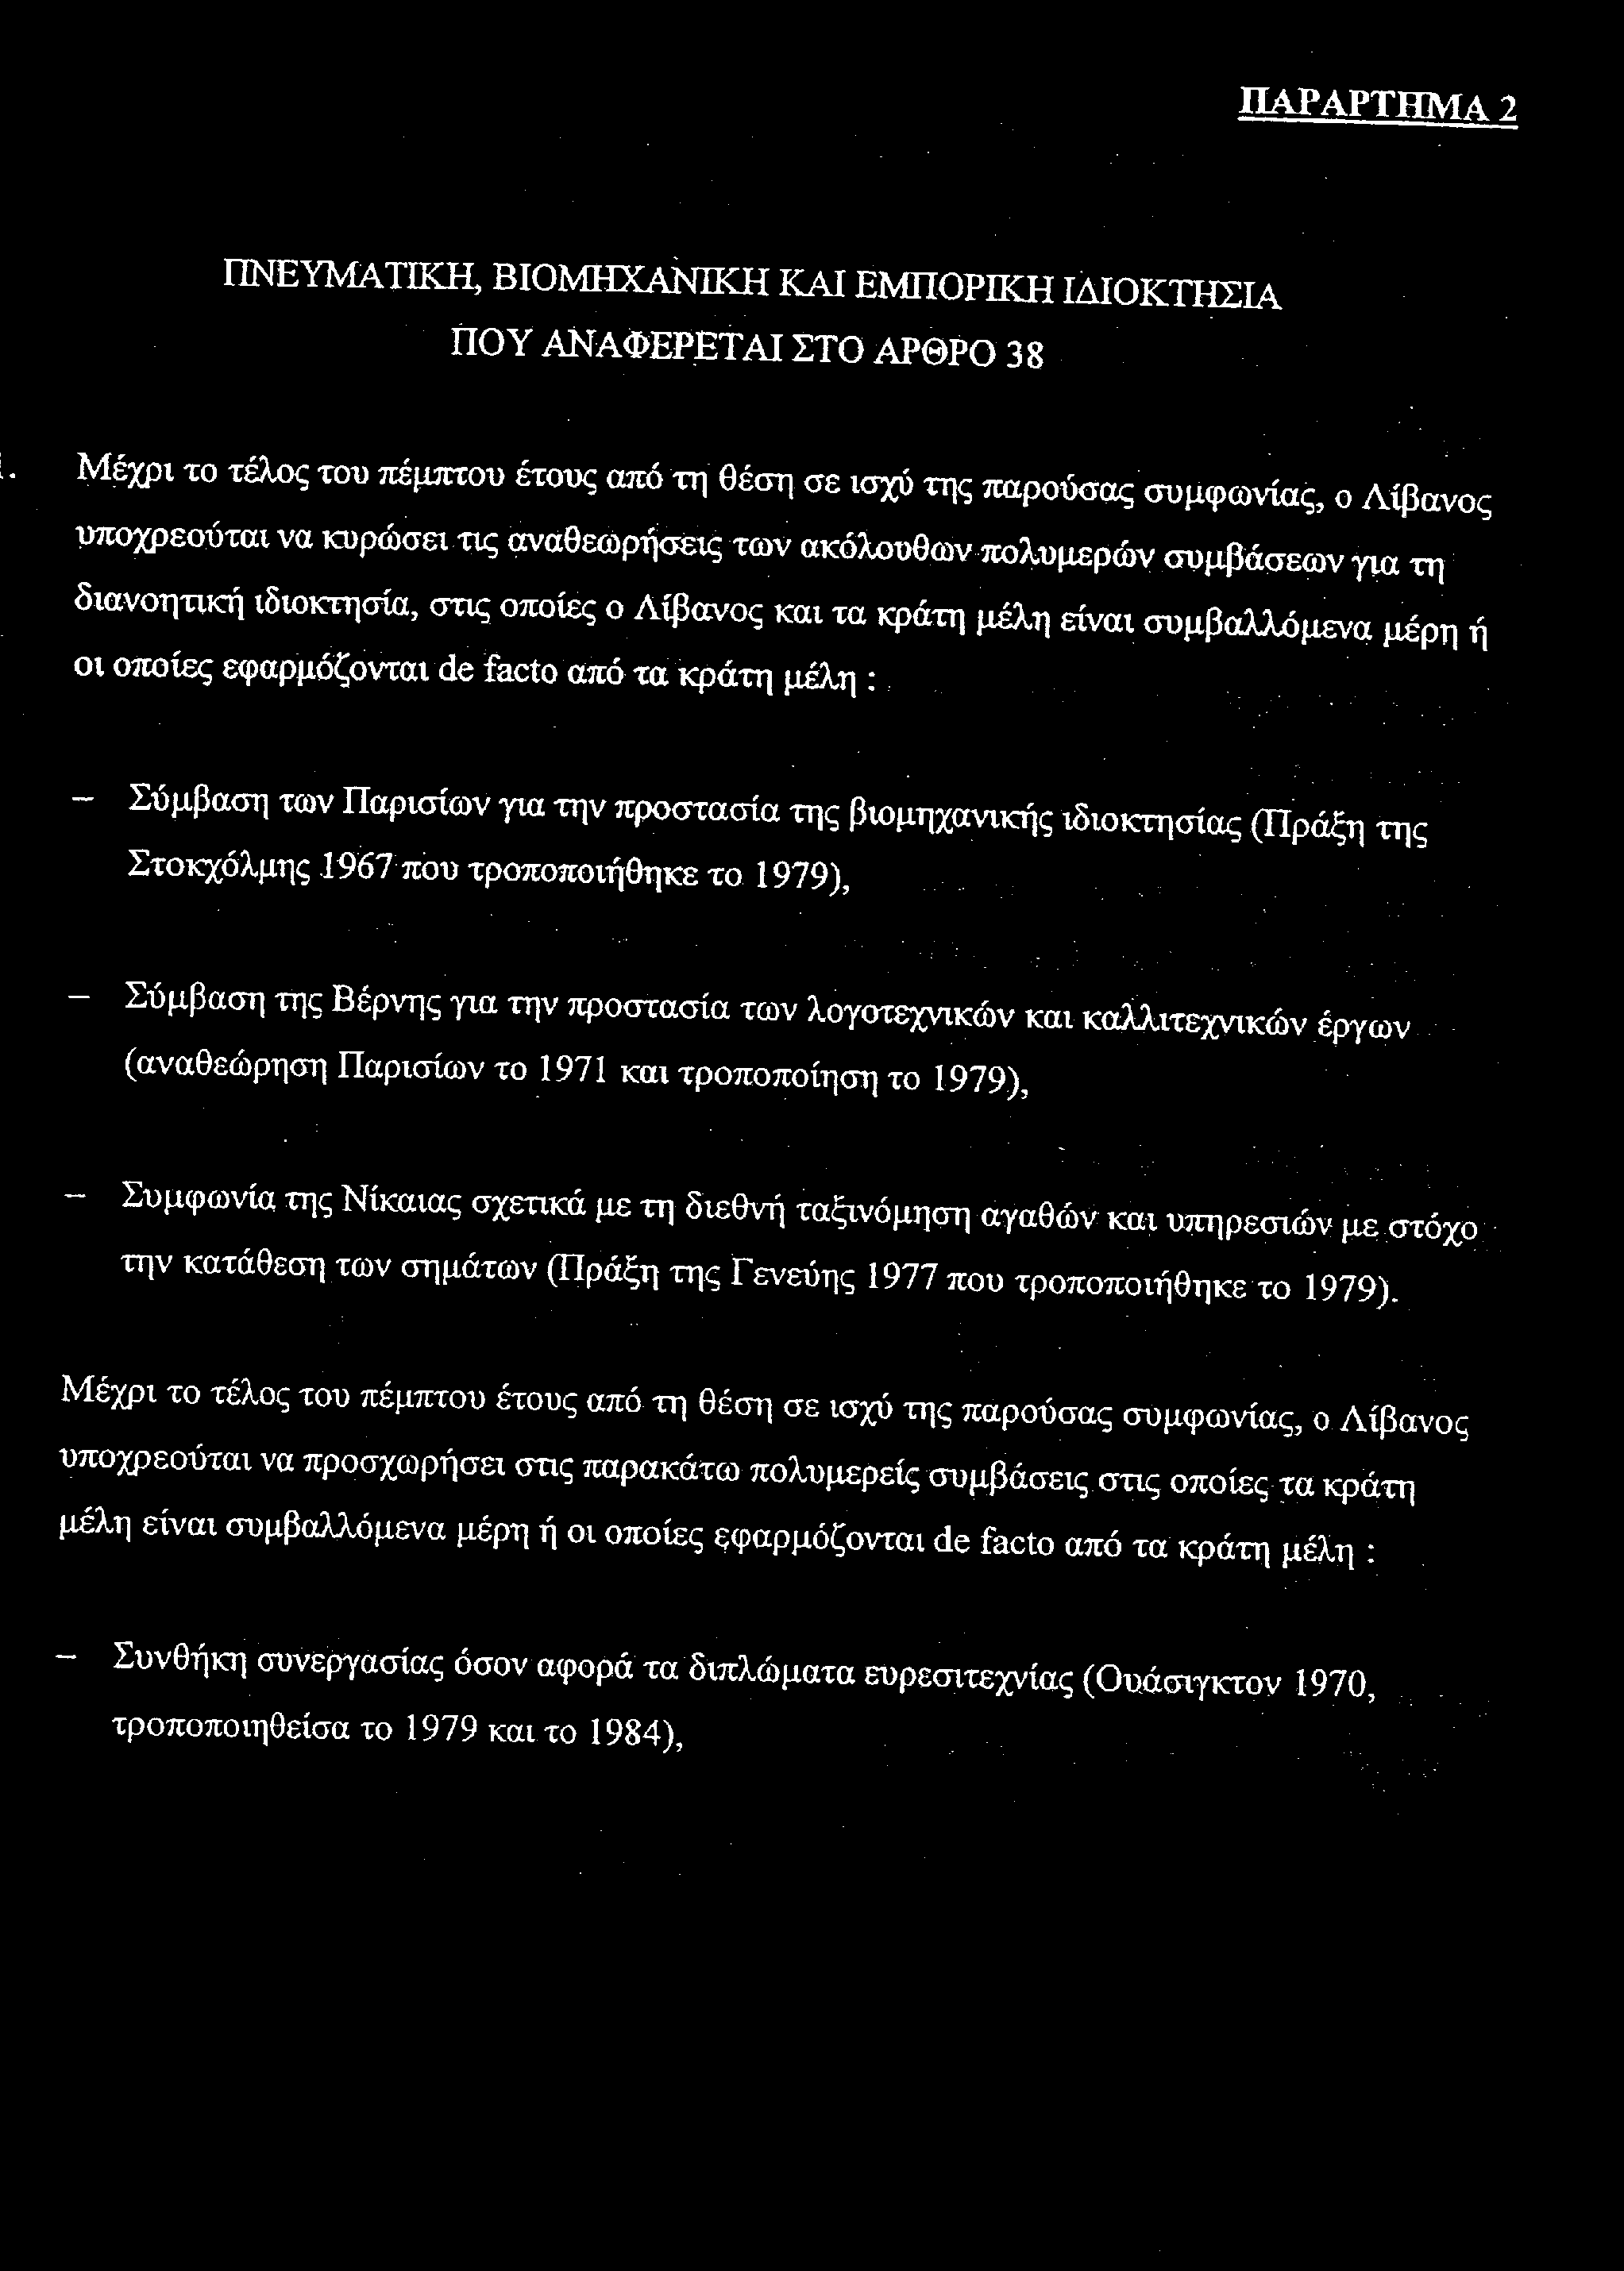 ΠΑΡΑΡΤΗΜΑ 2
ΠΝΕΥΜΑΤΙΚΗ, ΒΙΟΜΗΧΑΝΙΚΗ ΚΑΙ ΕΜΠΟΡΙΚΗ ΙΔΙΟΚΤΗΣΙΑ
ΠΟΥ ΑΝΑΦΕΡΕΤΑΙ ΣΤΟ ΑΡΘΡΟ 38
1. Μέχρι το τέλος του πέμπτου έτους από τη θέση σε ισχύ της παρούσας συμφωνίας, ο Λίβανος
υποχρεούται να κυρώσει τις αναθεωρήσεις των ακόλουθων πολυμερών συμβάσεων για τη
διανοητική ιδιοκτησία, στις οποίες ο Λίβανος και τα κράτη μέλη είναι συμβαλλόμενα μέρη ή
οι οποίες εφαρμόζονται de facto από τα κράτη μέλη :
– Σύμβαση των Παρισίων για την προστασία της βιομηχανικής ιδιοκτησίας (Πράξη της
Στοκχόλμης 1967 που τροποποιήθηκε το 1979),
– Σύμβαση της Βέρνης για την προστασία των λογοτεχνικών και καλλιτεχνικών έργων
(αναθεώρηση Παρισίων το 1971 και τροποποίηση το 1979),
– Συμφωνία της Νίκαιας σχετικά με τη διεθνή ταξινόμηση αγαθών και υπηρεσιών με στόχο
την κατάθεση των σημάτων (Πράξη της Γενεύης 1977 που τροποποιήθηκε το 1979).
Μέχρι το τέλος του πέμπτου έτους από τη θέση σε ισχύ της παρούσας συμφωνίας, ο Λίβανος
υποχρεούται να προσχωρήσει στις παρακάτω πολυμερείς συμβάσεις στις οποίες τα κράτη
μέλη είναι συμβαλλόμενα μέρη ή οι οποίες εφαρμόζονται de facto από τα κράτη μέλη :
– Συνθήκη συνεργασίας όσον αφορά τα διπλώματα ευρεσιτεχνίας (Ουάσιγκτον 1970,
τροποποιηθείσα το 1979 και το 1984),